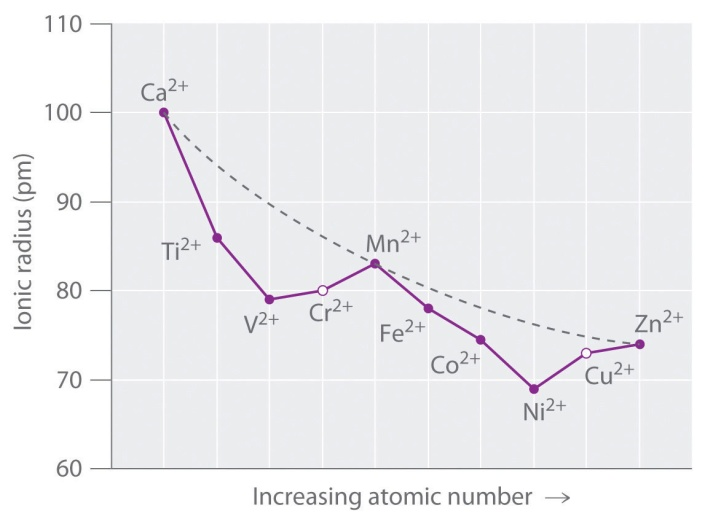 Ionic radius (pm)
110
100
90
80
70
60
Ca²⁺
Ti²⁺
V²⁺
Cr²⁺
Mn²⁺
Fe²⁺
Co²⁺
Ni²⁺
Cu²⁺
Zn²⁺
Increasing atomic number →